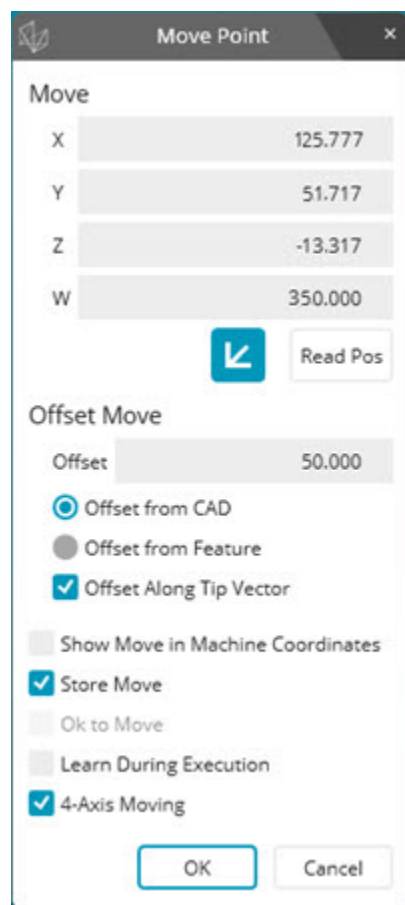 Move Point
Move
X 125.777
Y 51.717
Z -13.317
W 350.000
Read Pos
Offset Move
Offset 50.000
Offset from CAD
Offset from Feature
Offset Along Tip Vector
Show Move in Machine Coordinates
Store Move
Ok to Move
Learn During Execution
4-Axis Moving
OK Cancel